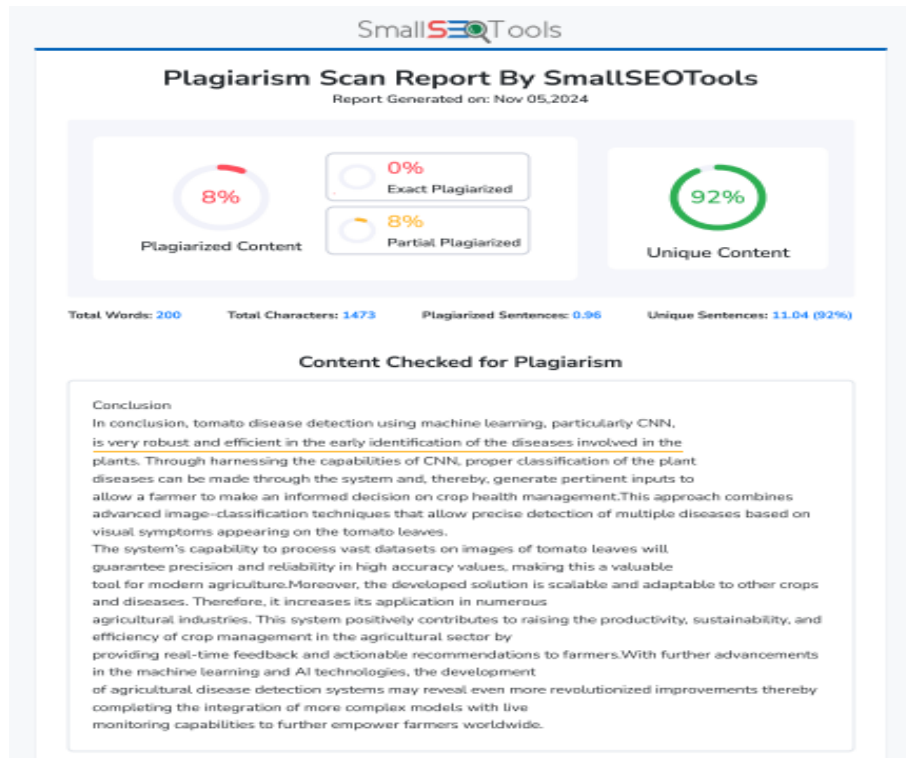 SmallSEOTools
Plagiarism Scan Report By SmallSEOTools
Report Generated on: Nov 05,2024
8%
Plagiarized Content
0%
Exact Plagiarized
8%
Partial Plagiarized
92%
Unique Content
Total Words: 200 Total Characters: 1473 Plagiarized Sentences: 0.96 Unique Sentences: 11.04 (92%)
Content Checked for Plagiarism
Conclusion
In conclusion, tomato disease detection using machine learning, particularly CNN,
is very robust and efficient in the early identification of the diseases involved in the
plants. Through harnessing the capabilities of CNN, proper classification of the plant
diseases can be made through the system and, thereby, generate pertinent inputs to
allow a farmer to make an informed decision on crop health management.This approach combines
advanced image-classification techniques that allow precise detection of multiple diseases based on
visual symptoms appearing on the tomato leaves.
The system's capability to process vast datasets on images of tomato leaves will
guarantee precision and reliability in high accuracy values, making this a valuable
tool for modern agriculture.Moreover, the developed solution is scalable and adaptable to other crops
and diseases. Therefore, it increases its application in numerous
agricultural industries. This system positively contributes to raising the productivity, sustainability, and
efficiency of crop management in the agricultural sector by
providing real-time feedback and actionable recommendations to farmers.With further advancements
in the machine learning and AI technologies, the development
of agricultural disease detection systems may reveal even more revolutionized improvements thereby
completing the integration of more complex models with live
monitoring capabilities to further empower farmers worldwide.